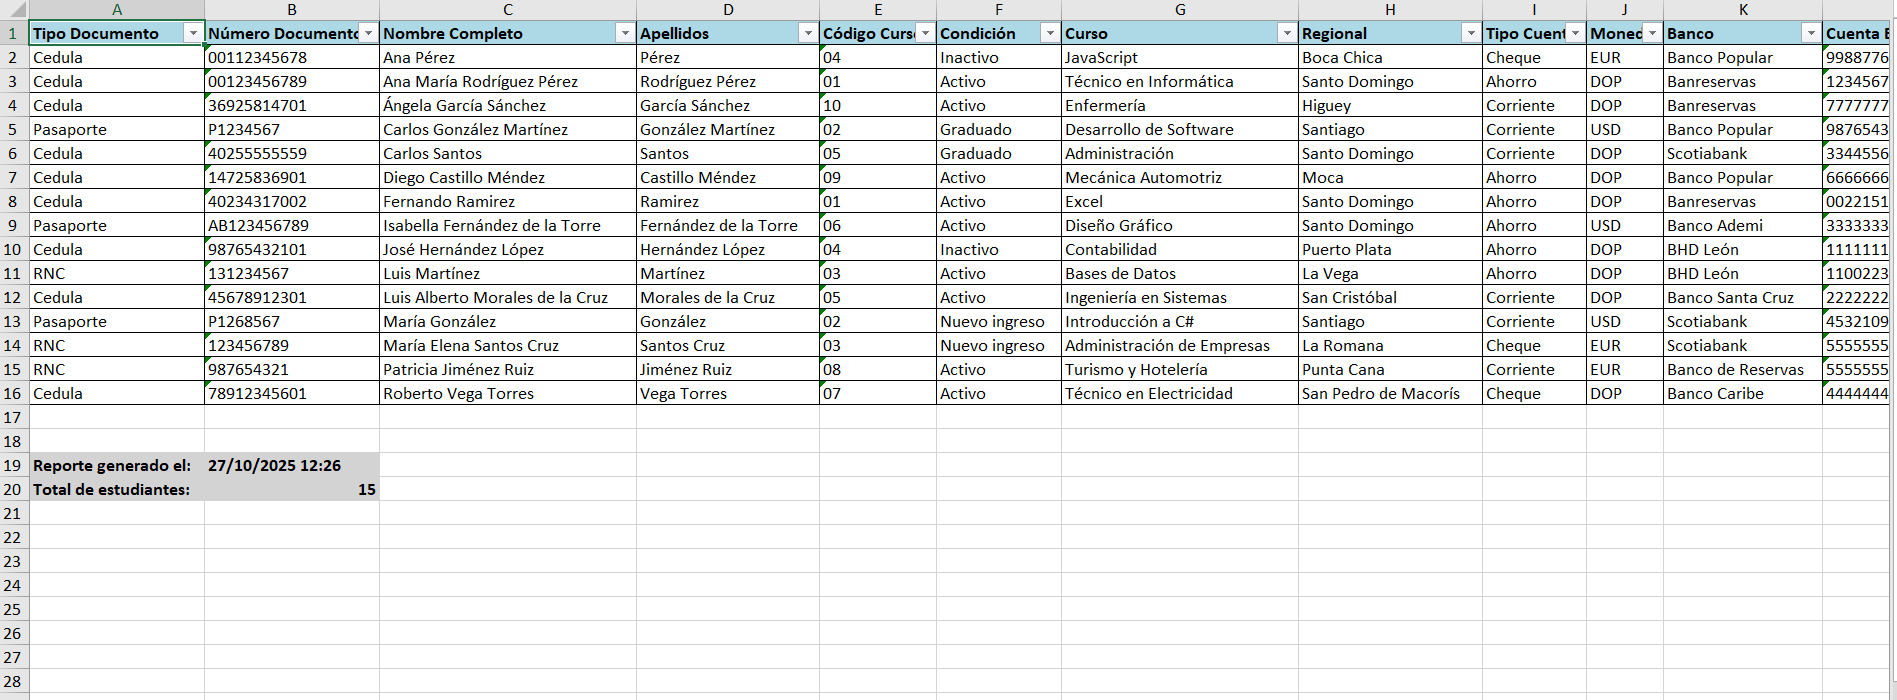 A B C D E F G H I J K
1 Tipo Documento Número Documento Nombre Completo Apellidos Código Curs Condición Curso Regional Tipo Cuent Moned Banco Cuenta B
2 Cedula 00112345678 Ana Pérez Pérez 04 Inactivo JavaScript Boca Chica Cheque EUR Banco Popular 9988776
3 Cedula 00123456789 Ana María Rodríguez Pérez Rodríguez Pérez 01 Activo Técnico en Informática Santo Domingo Ahorro DOP Banreservas 1234567
4 Cedula 36925814701 Ángela García Sánchez García Sánchez 10 Activo Enfermería Higuey Corriente DOP Banreservas 7777777
5 Pasaporte P1234567 Carlos González Martínez González Martínez 02 Graduado Desarrollo de Software Santiago Corriente USD Banco Popular 9876543
6 Cedula 40255555559 Carlos Santos Santos 05 Graduado Administración Santo Domingo Corriente DOP Scotiabank 3344556
7 Cedula 14725836901 Diego Castillo Méndez Castillo Méndez 09 Activo Mecánica Automotriz Moca Ahorro DOP Banco Popular 6666666
8 Cedula 40234317002 Fernando Ramirez Ramirez 01 Activo Excel Santo Domingo Ahorro DOP Banreservas 0022151
9 Pasaporte AB123456789 Isabella Fernández de la Torre Fernández de la Torre 06 Activo Diseño Gráfico Santo Domingo Ahorro USD Banco Ademi 3333333
10 Cedula 98765432101 José Hernández López Hernández López 04 Inactivo Contabilidad Puerto Plata Ahorro DOP BHD León 1111111
11 RNC 131234567 Luis Martínez Martínez 03 Activo Bases de Datos La Vega Ahorro DOP BHD León 1100223
12 Cedula 45678912301 Luis Alberto Morales de la Cruz Morales de la Cruz 05 Activo Ingeniería en Sistemas San Cristóbal Corriente DOP Banco Santa Cruz 2222222
13 Pasaporte P1268567 María González González 02 Nuevo ingreso Introducción a C# Santiago Corriente USD Scotiabank 4532109
14 RNC 123456789 María Elena Santos Cruz Santos Cruz 03 Nuevo ingreso Administración de Empresas La Romana Cheque EUR Scotiabank 5555555
15 RNC 987654321 Patricia Jiménez Ruiz Jiménez Ruiz 08 Activo Turismo y Hotelería Punta Cana Corriente EUR Banco de Reservas 5555555
16 Cedula 78912345601 Roberto Vega Torres Vega Torres 07 Activo Técnico en Electricidad San Pedro de Macorís Cheque DOP Banco Caribe 4444444
17
18
19 Reporte generado el: 27/10/2025 12:26
20 Total de estudiantes: 15
21
22
23
24
25
26
27
28